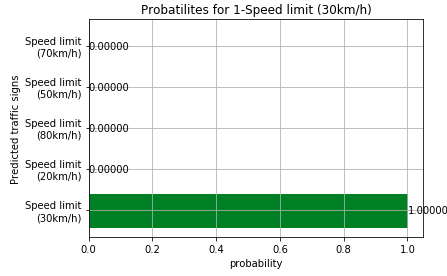 Probatilites for 1-Speed limit (30km/h)
Predicted traffic signs
Speed limit
(70km/h)
0.00000
Speed limit
(50km/h)
0.00000
Speed limit
(80km/h)
0.00000
Speed limit
(20km/h)
0.00000
Speed limit
(30km/h)
1.00000
0.0 0.2 0.4 0.6 0.8 1.0
probability